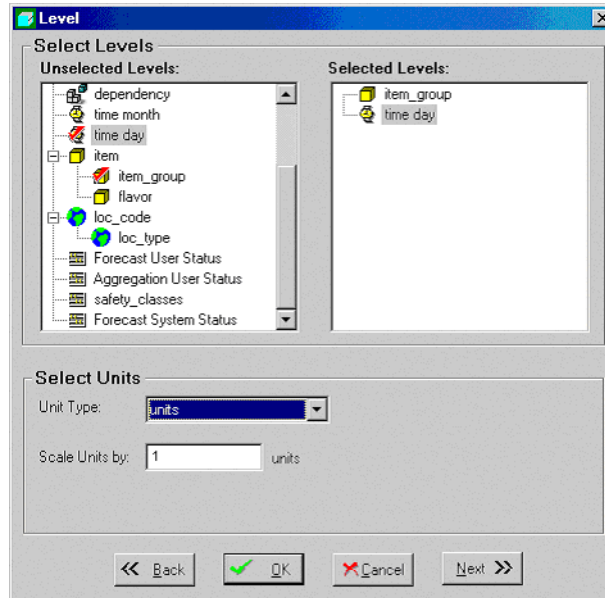 Level
Select Levels
Unselected Levels:
Selected Levels:
dependency
time month
time day
item
item_group
flavor
loc_code
loc_type
Forecast User Status
Aggregation User Status
safety_classes
Forecast System Status
item_group
time day
Select Units
Unit Type:
units
Scale Units by:
1
units
Back
OK
Cancel
Next